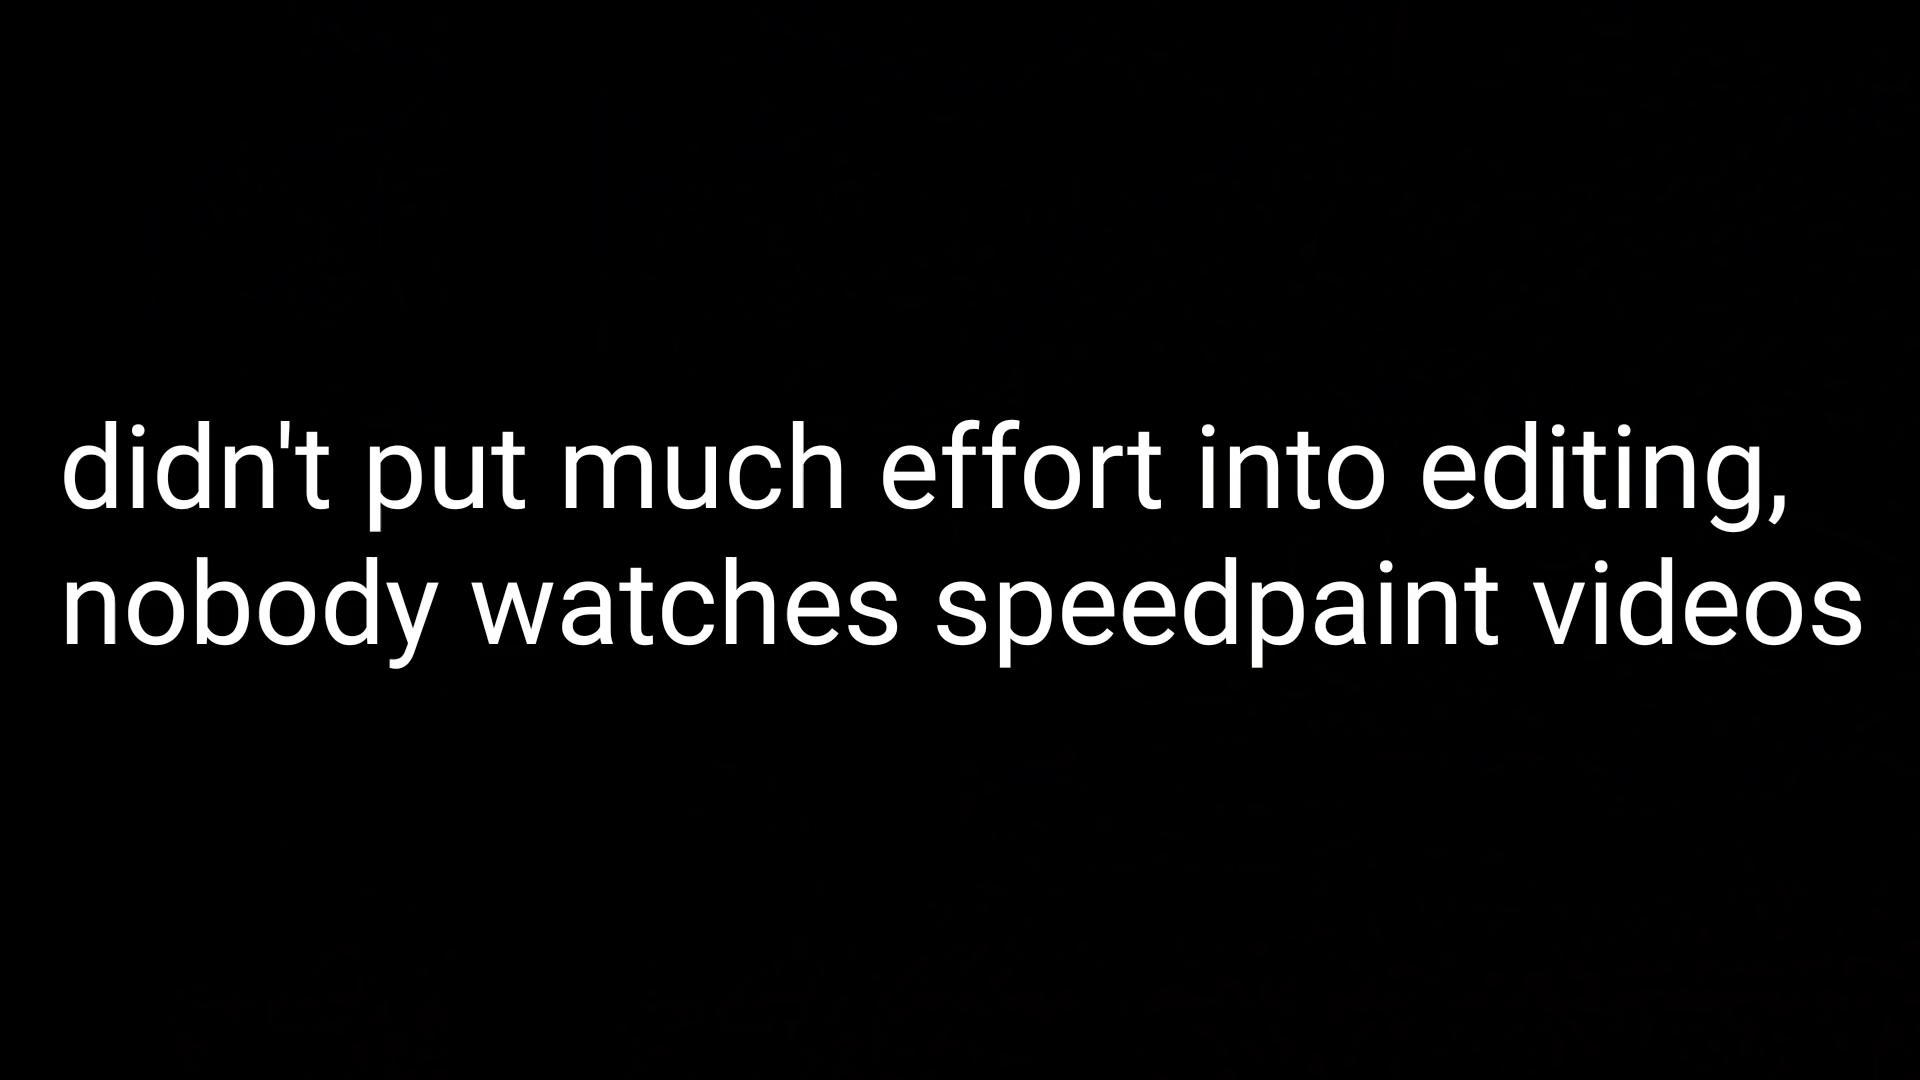 didn't put much effort into editing,
nobody watches speedpaint videos